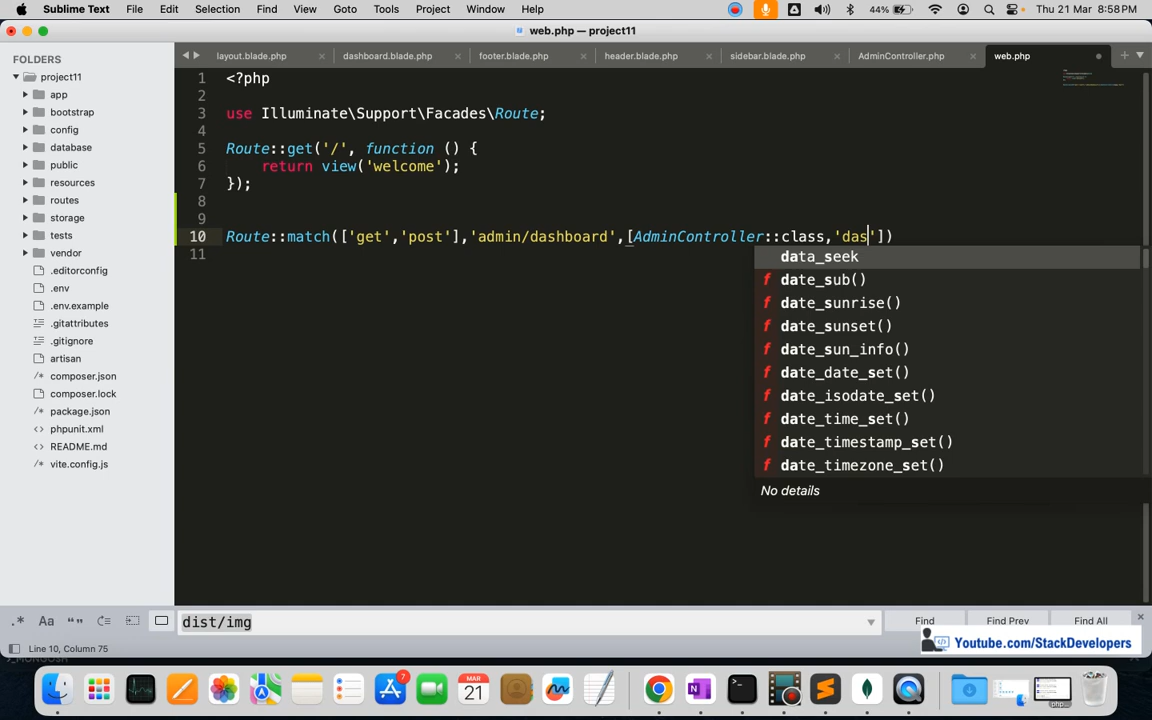 Sublime Text File Edit Selection Find View Goto Tools Project Window Help 44% Thu 21 Mar 8:58 PM
web.php — project11
FOLDERS
project11
app
bootstrap
config
database
public
resources
routes
storage
tests
vendor
.editorconfig
.env
.env.example
.gitattributes
.gitignore
artisan
composer.json
composer.lock
package.json
phpunit.xml
README.md
vite.config.js
layout.blade.php dashboard.blade.php footer.blade.php header.blade.php sidebar.blade.php AdminController.php web.php
1 <?php
2
3 use Illuminate\Support\Facades\Route;
4
5 Route::get('/', function () {
6 return view('welcome');
7 });
8
9
10 Route::match(['get','post'],'admin/dashboard',[AdminController::class,'das'])
11
data_seek
f date_sub()
f date_sunrise()
f date_sunset()
f date_sun_info()
f date_date_set()
f date_isodate_set()
f date_time_set()
f date_timestamp_set()
f date_timezone_set()
No details
.* Aa “” dist/img Find Find Prev Find All
Line 10, Column 75
Youtube.com/StackDevelopers
7
MAR
21
php